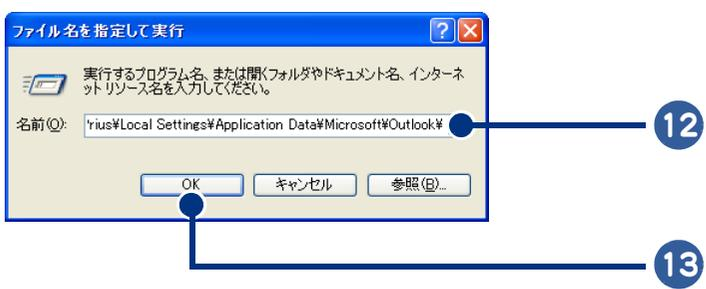 ファイル名を指定して実行
実行するプログラム名、または開くフォルダやドキュメント名、インターネ
ット リソース名を入力してください。
名前(O):
rius¥Local Settings¥Application Data¥Microsoft¥Outlook¥
12
OK
キャンセル
参照(B)...
13